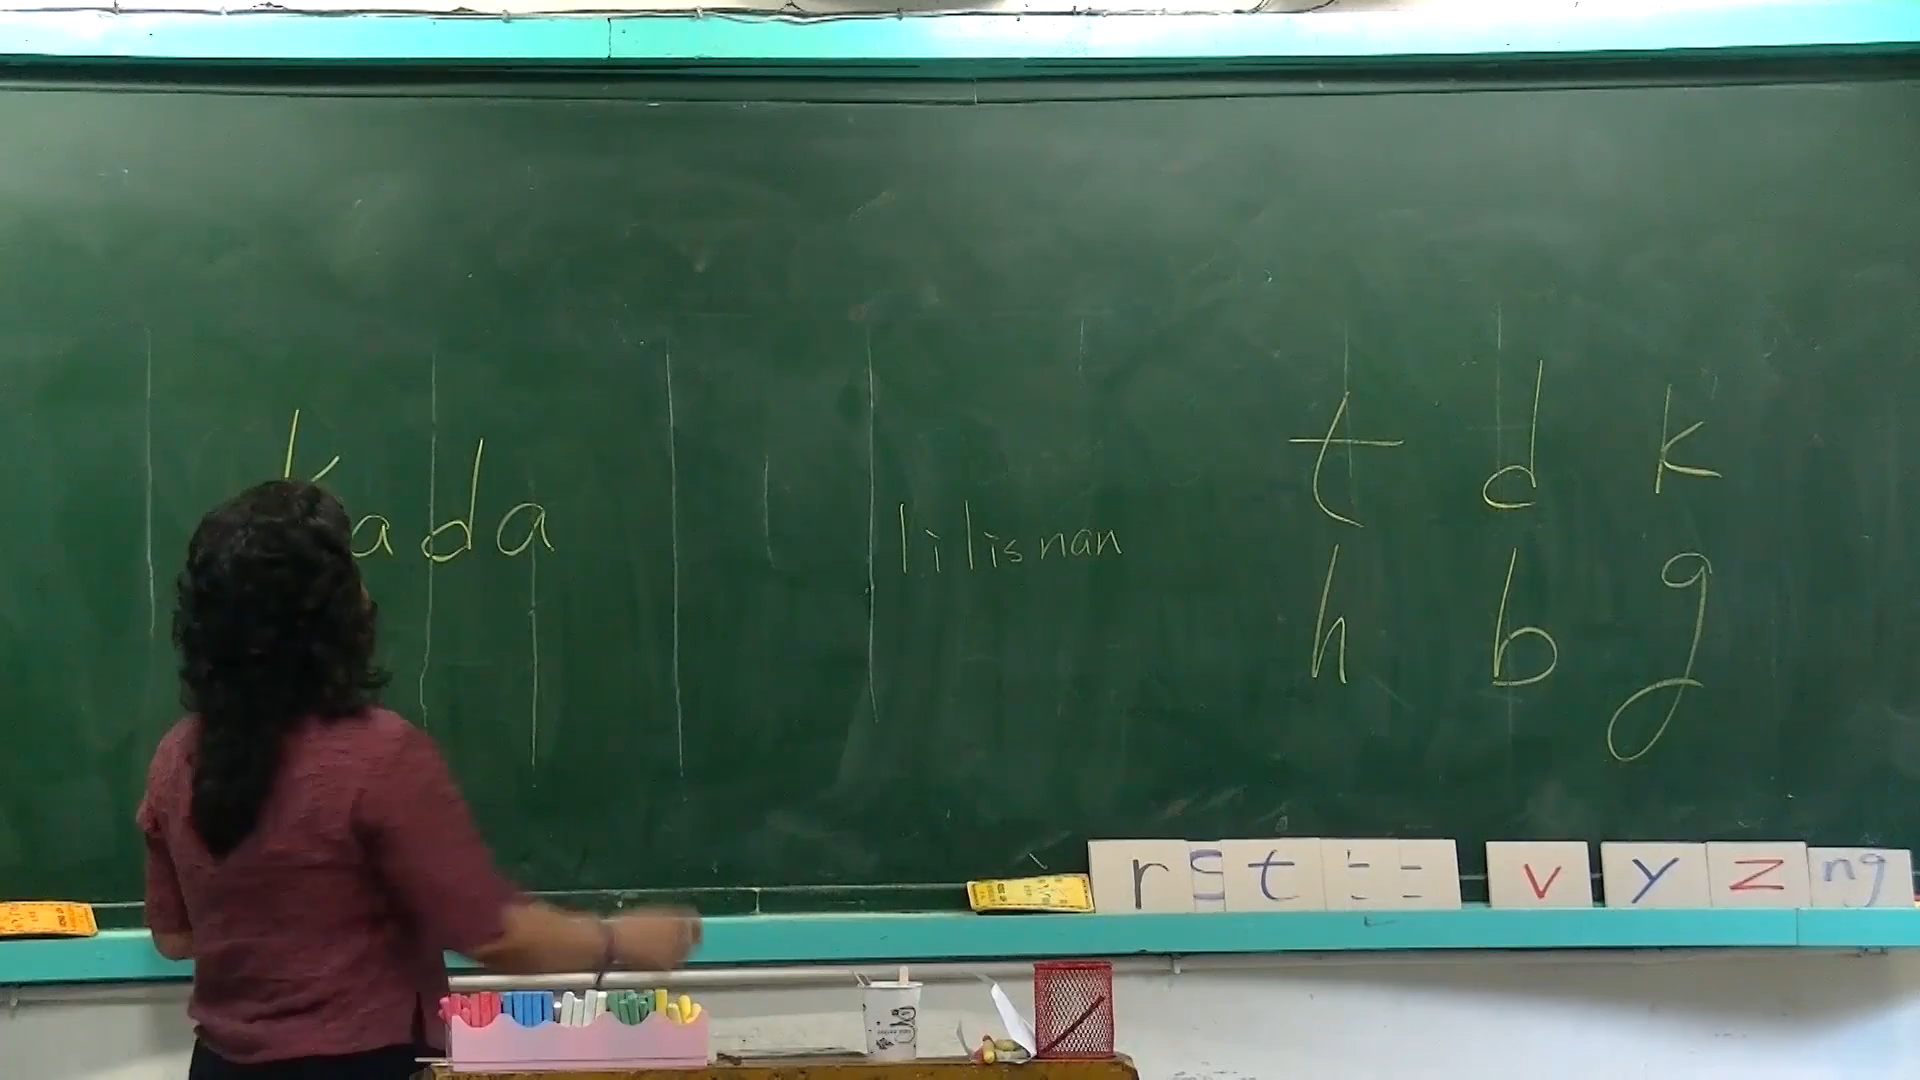 kada
lilisnan
t d k
h b g
r s t v y z ng